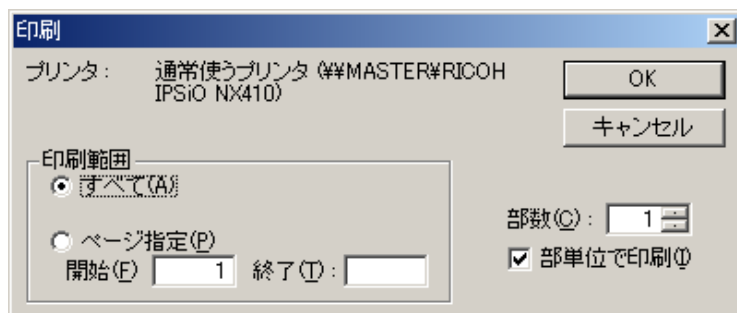 印刷
プリンタ: 通常使うプリンタ (¥¥MASTER¥RICOH
IPSiO NX410)
OK
キャンセル
印刷範囲
すべて(A)
ページ指定(P)
開始(F) 1 終了(T):
部数(C): 1
部単位で印刷(I)